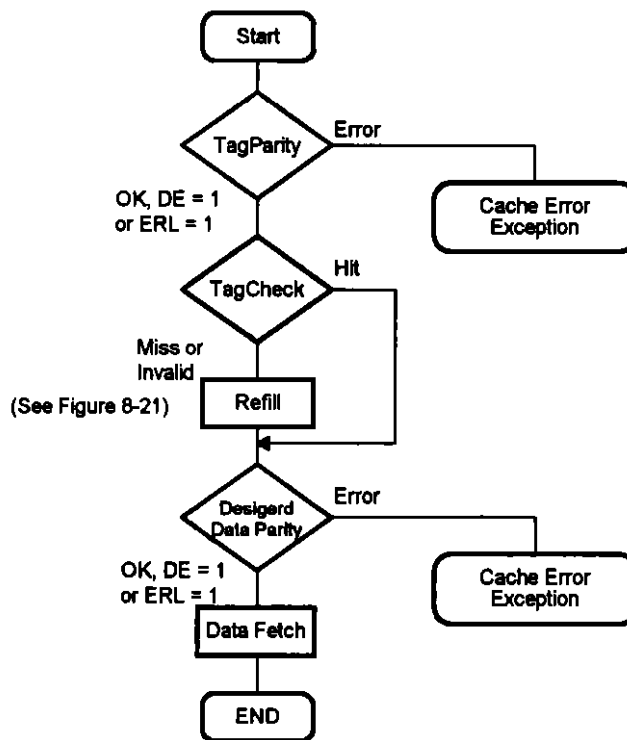 Start
TagParity
Error
Cache Error
Exception
OK, DE = 1
or ERL = 1
TagCheck
Hit
Miss or
Invalid
(See Figure 8-21)
Refill
Desigerd
Data Parity
Error
Cache Error
Exception
OK, DE = 1
or ERL = 1
Data Fetch
END